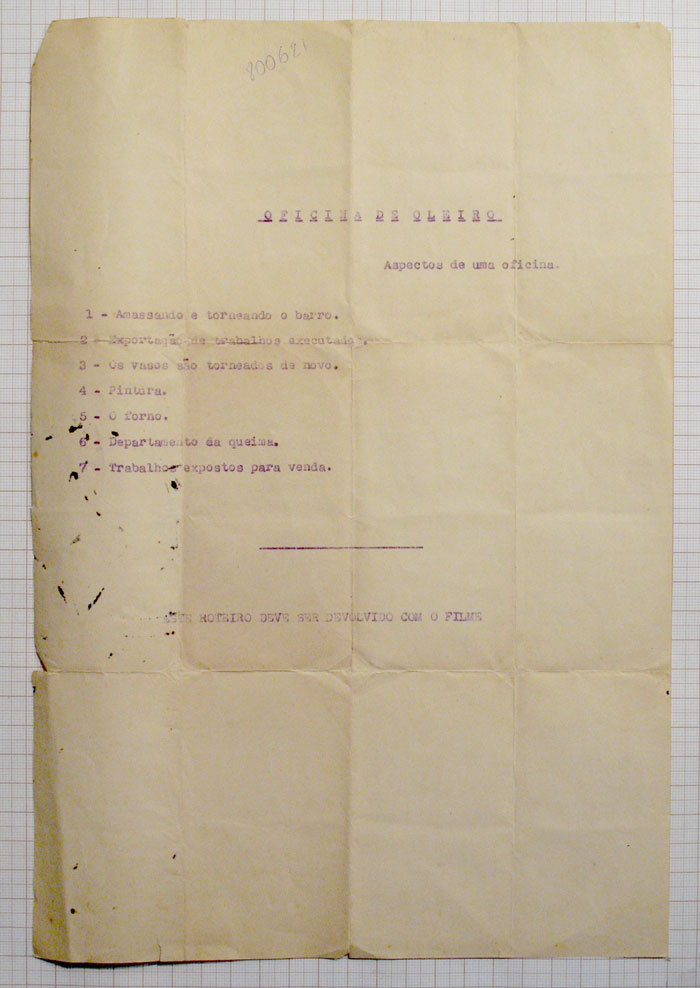 200621
OFICINA DE OLEIRO
Aspectos de uma oficina.
1 - Amassando e torneando o barro.
2 - Exportação de trabalhos executados.
3 - Os vasos são torneados de novo.
4 - Pintura.
5 - O forno.
6 - Departamento da queima.
7 - Trabalhos expostos para venda.
ESTE ROTEIRO DEVE SER DEVOLVIDO COM O FILME